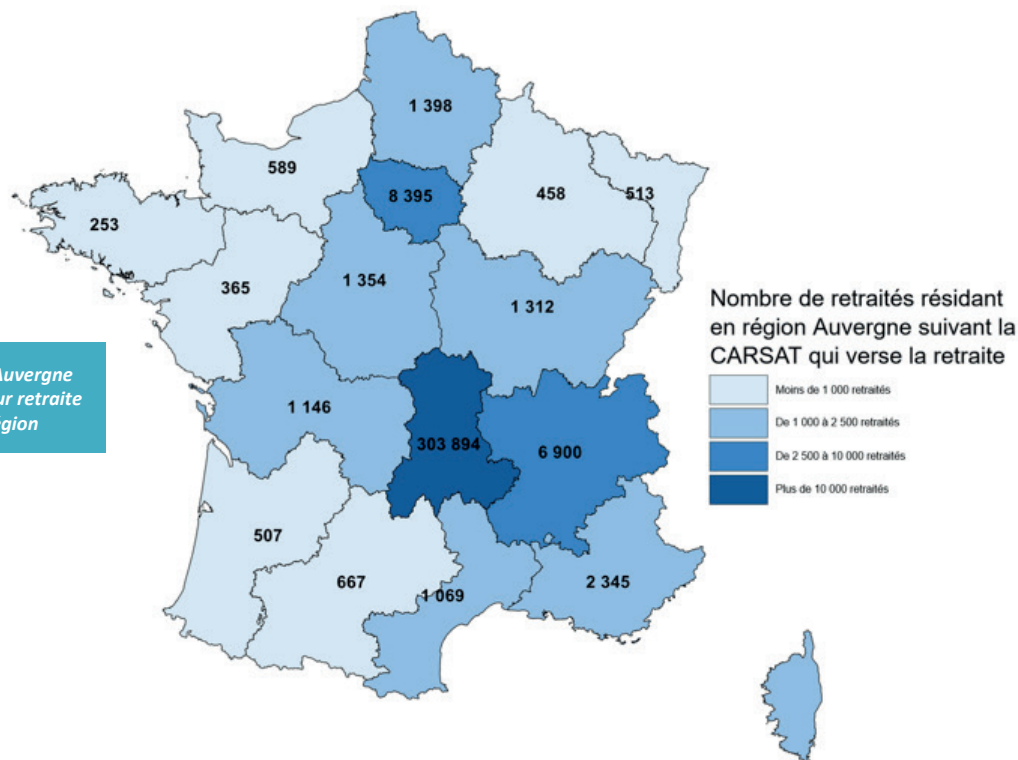 1 398
589
8 395
458
513
253
365
1 354
1 312
Nombre de retraités résidant
en région Auvergne suivant la
CARSAT qui verse la retraite
Moins de 1 000 retraités
De 1 000 à 2 500 retraités
De 2 500 à 10 000 retraités
Plus de 10 000 retraités
Auvergne
ur retraite
égion
1 146
303 894
6 900
507
667
1 069
2 345